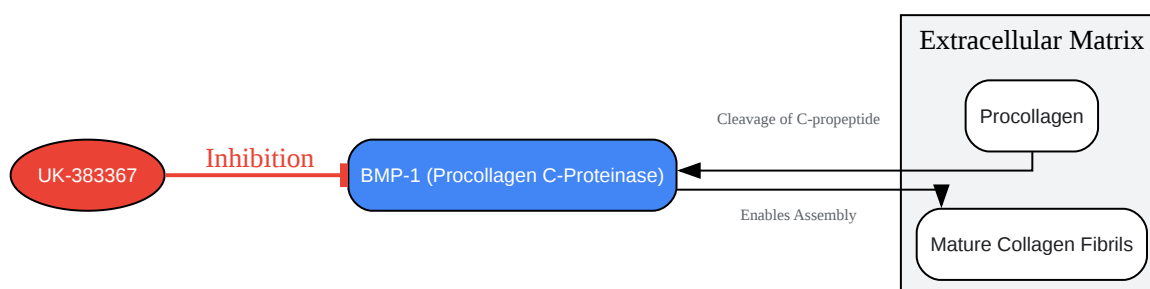 Extracellular Matrix
Procollagen
Cleavage of C-propeptide
Inhibition
UK-383367
BMP-1 (Procollagen C-Proteinase)
Enables Assembly
Mature Collagen Fibrils